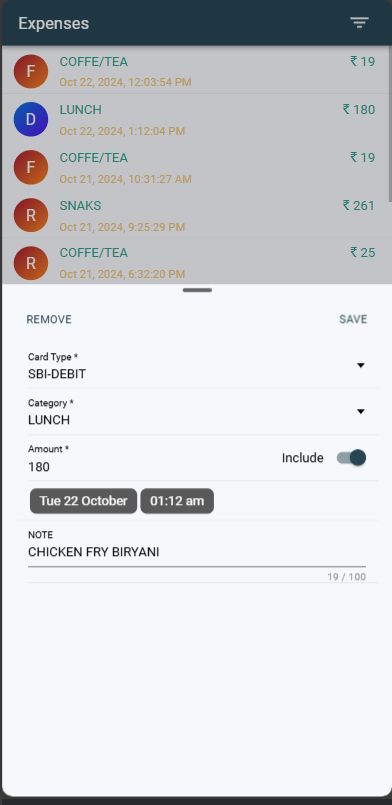 Expenses
F COFFE/TEA ₹ 19
Oct 22, 2024, 12:03:54 PM
D LUNCH ₹ 180
Oct 22, 2024, 1:12:04 PM
F COFFE/TEA ₹ 19
Oct 21, 2024, 10:31:27 AM
R SNAKS ₹ 261
Oct 21, 2024, 9:25:29 PM
R COFFE/TEA ₹ 25
Oct 21, 2024, 6:32:20 PM
REMOVE SAVE
Card Type *
SBI-DEBIT
Category *
LUNCH
Amount *
180 Include
Tue 22 October 01:12 am
NOTE
CHICKEN FRY BIRYANI
19 / 100